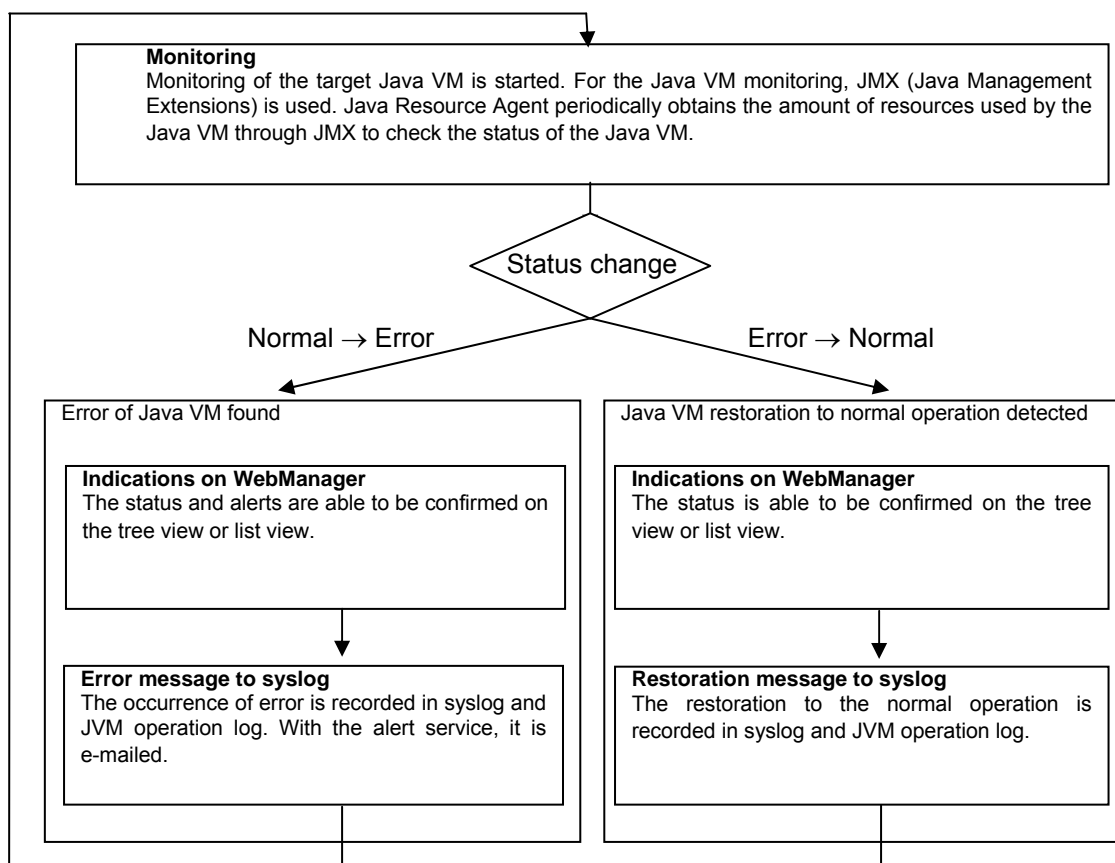 Monitoring
Monitoring of the target Java VM is started. For the Java VM monitoring, JMX (Java Management
Extensions) is used. Java Resource Agent periodically obtains the amount of resources used by the
Java VM through JMX to check the status of the Java VM.
Status change
Normal → Error
Error → Normal
Error of Java VM found
Indications on WebManager
The status and alerts are able to be confirmed on
the tree view or list view.
Error message to syslog
The occurrence of error is recorded in syslog and
JVM operation log. With the alert service, it is
e-mailed.
Java VM restoration to normal operation detected
Indications on WebManager
The status is able to be confirmed on the tree
view or list view.
Restoration message to syslog
The restoration to the normal operation is
recorded in syslog and JVM operation log.